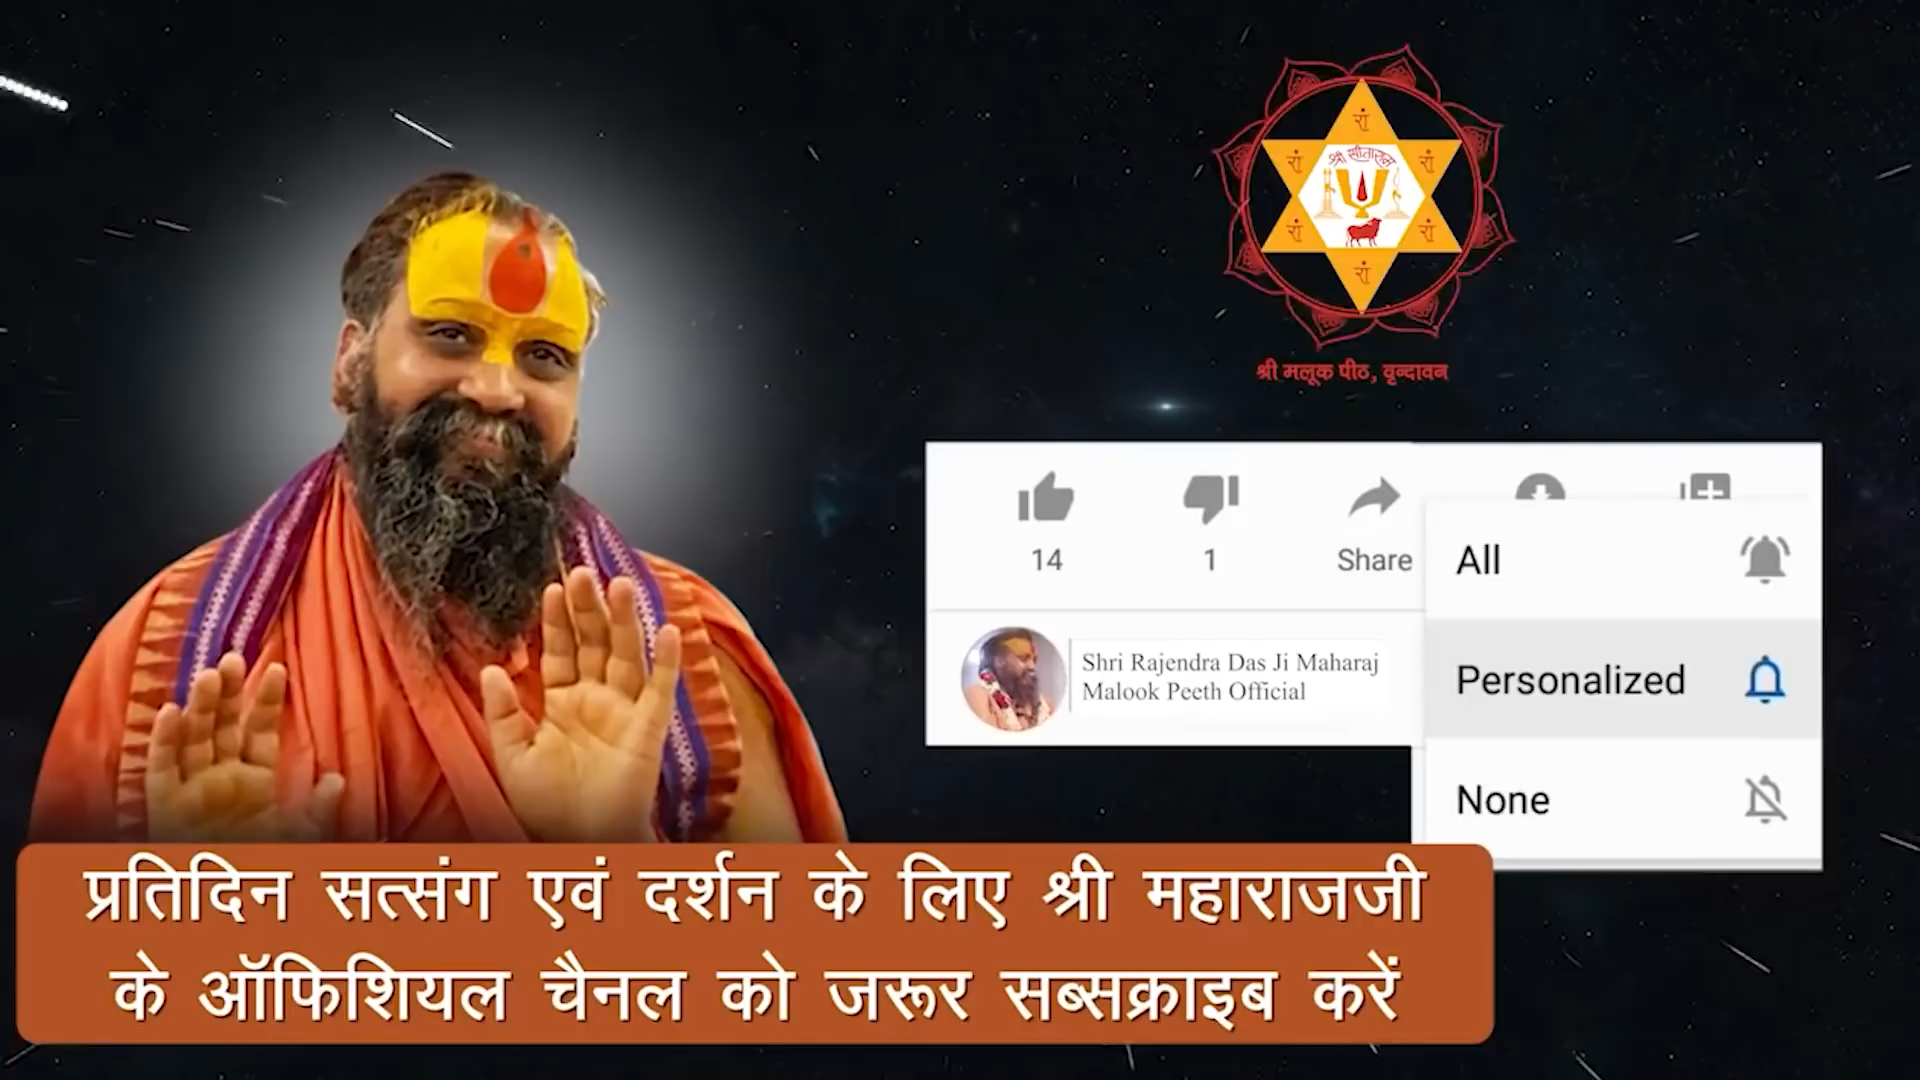 रां
रां
रां
श्री सीताराम
रां
रां
रां
श्री मलूक पीठ, वृन्दावन
14
1
Share
All
Shri Rajendra Das Ji Maharaj
Malook Peeth Official
Personalized
None
प्रतिदिन सत्संग एवं दर्शन के लिए श्री महाराजजी
के ऑफिशियल चैनल को जरूर सब्सक्राइब करें